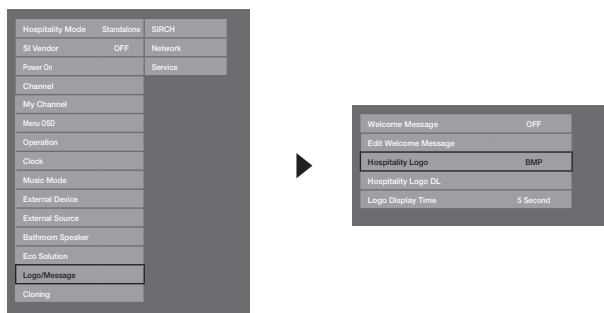 Hospitality Mode Standalone SIRCH
SI Vendor OFF Network
Power On Service
Channel
My Channel
Menu OSD
Operation
Clock
Music Mode
External Device
External Source
Bathroom Speaker
Eco Solution
Logo/Message
Cloning
Welcome Message OFF
Edit Welcome Message
Hospitality Logo BMP
Hospitality Logo DL
Logo Display Time 5 Second